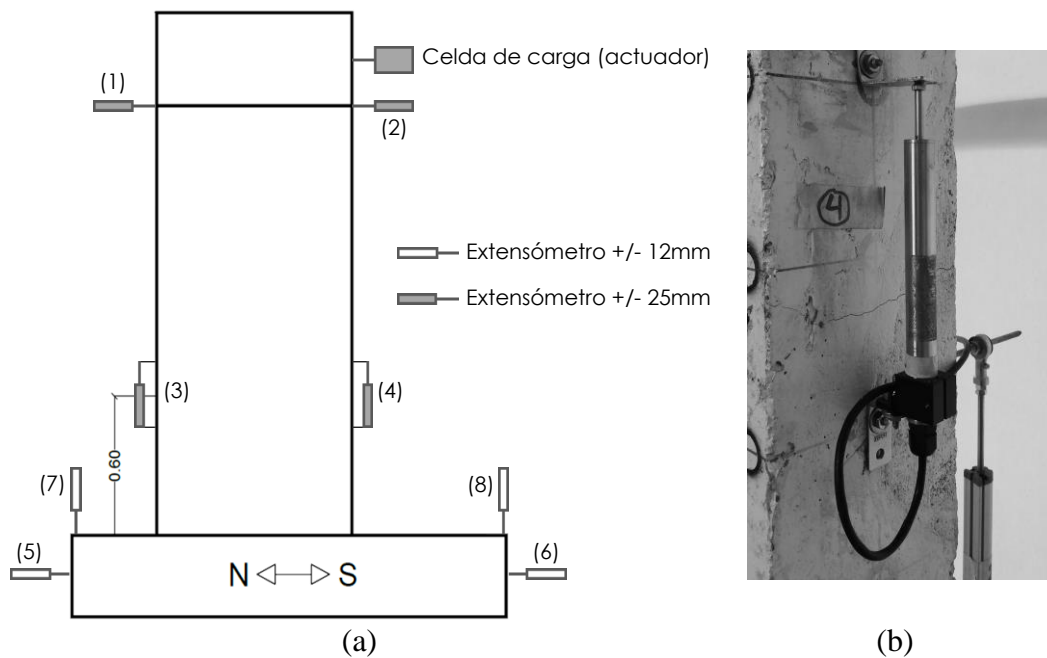 Celda de carga (actuador)
(1)
(2)
4
Extensómetro +/- 12mm
Extensómetro +/- 25mm
(3)
(4)
0.60
(7)
(8)
(5)
(6)
N S
(a)
(b)